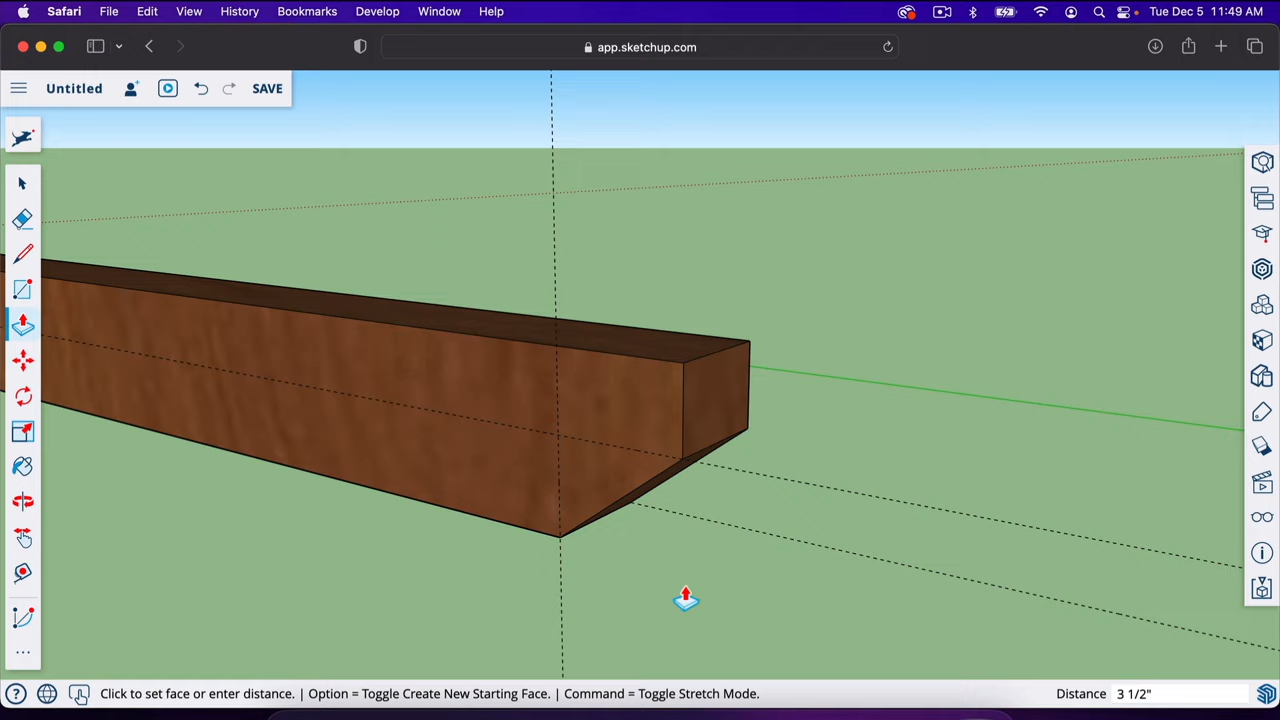 Safari File Edit View History Bookmarks Develop Window Help Tue Dec 5 11:49 AM
app.sketchup.com
Untitled SAVE
Click to set face or enter distance. | Option = Toggle Create New Starting Face. | Command = Toggle Stretch Mode. Distance 3 1/2"